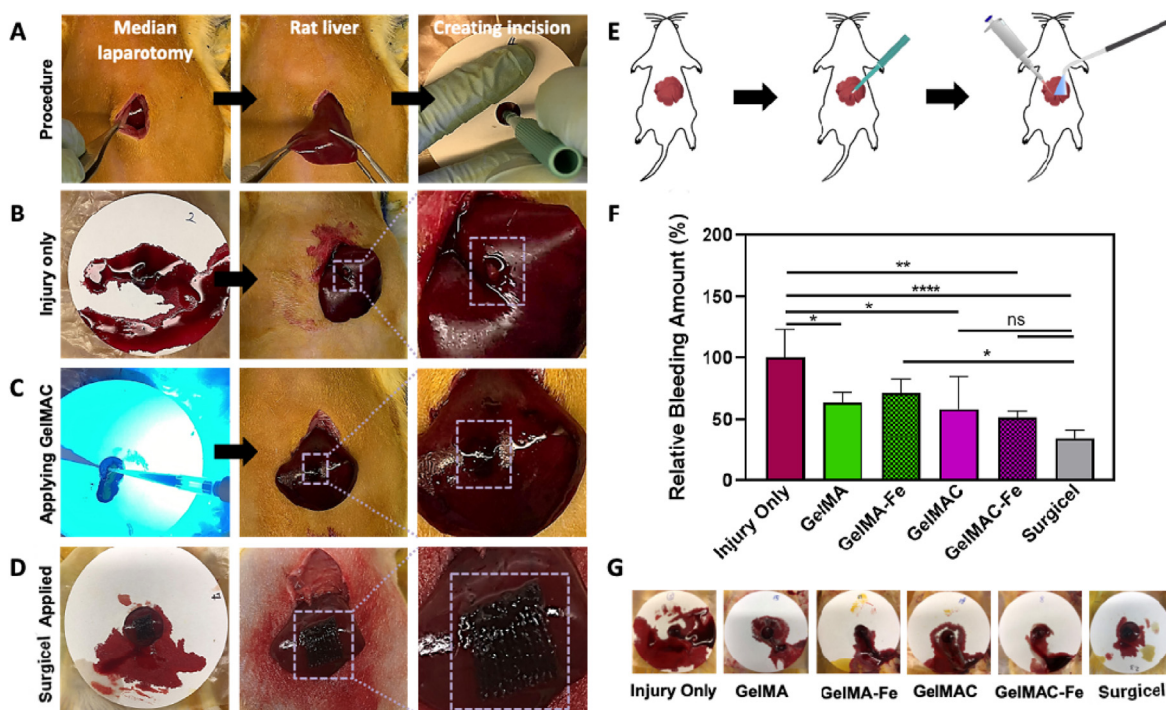 A
Procedure
Median
laparotomy
Rat liver
Creating incision
B
Injury only
2
C
Applying GelMAC
D
Surgicel Applied
E
F
Relative Bleeding Amount (%)
200
150
100
50
0
**
****
*
*
ns
*
Injury Only
GelMA
GelMA-Fe
GelMAC
GelMAC-Fe
Surgicel
G
Injury Only
GelMA
GelMA-Fe
GelMAC
GelMAC-Fe
Surgicel